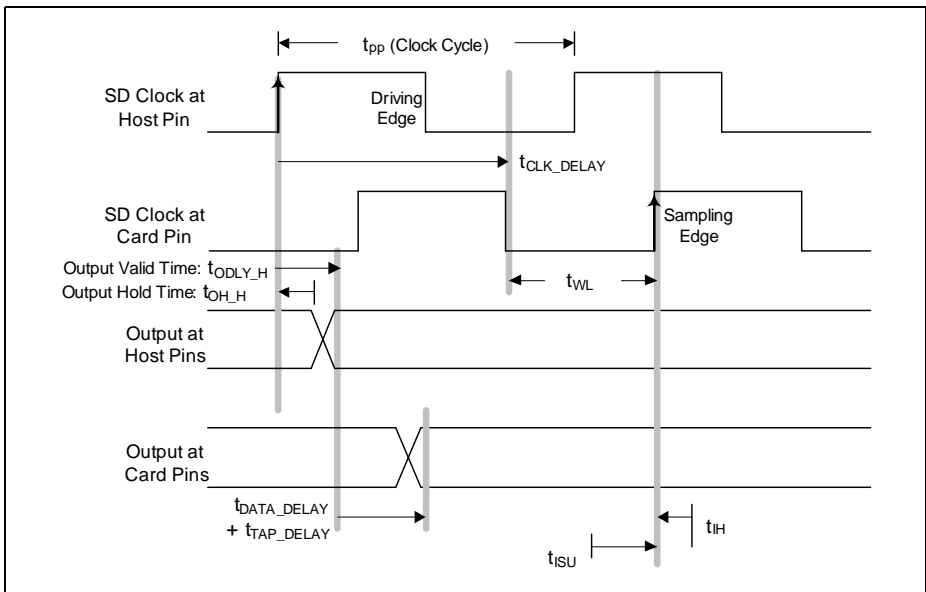 tpp (Clock Cycle)
SD Clock at
Host Pin
Driving
Edge
tCLK_DELAY
SD Clock at
Card Pin
Sampling
Edge
Output Valid Time: tODLY_H
Output Hold Time: tOH_H
tWL
Output at
Host Pins
Output at
Card Pins
tDATA_DELAY
+ tTAP_DELAY
tIH
tISU